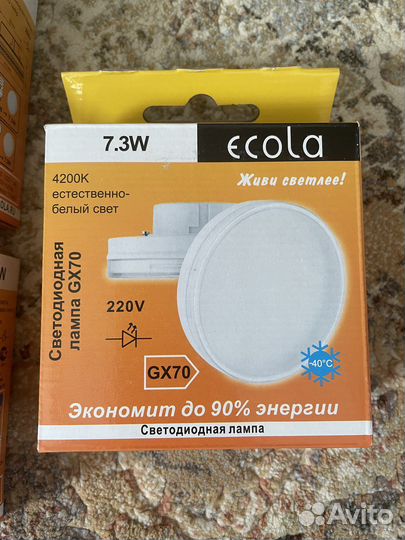 7.3W
ecola
4200K
естественно-
белый свет
Живи светлее!
Светодиодная
лампа GX70
220V
GX70
-40°C
Экономит до 90% энергии
Светодиодная лампа
Avito